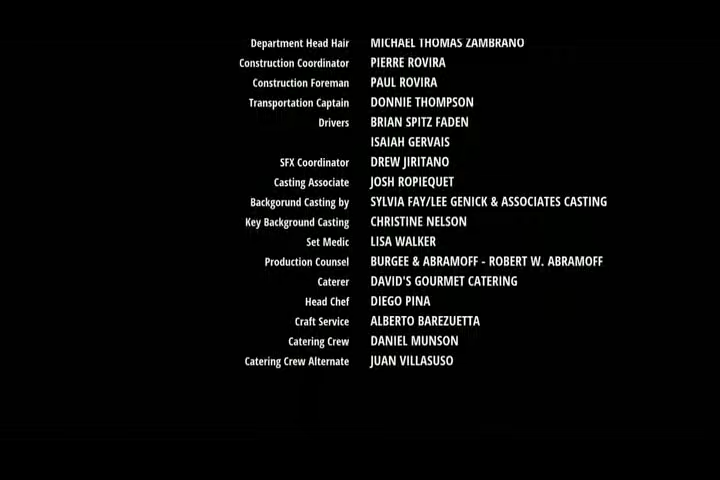 Department Head Hair MICHAEL THOMAS ZAMBRANO
Construction Coordinator PIERRE ROVIRA
Construction Foreman PAUL ROVIRA
Transportation Captain DONNIE THOMPSON
Drivers BRIAN SPITZ FADEN
ISAIAH GERVAIS
SFX Coordinator DREW JIRITANO
Casting Associate JOSH ROPIEQUET
Backgorund Casting by SYLVIA FAY/LEE GENICK & ASSOCIATES CASTING
Key Background Casting CHRISTINE NELSON
Set Medic LISA WALKER
Production Counsel BURGEE & ABRAMOFF - ROBERT W. ABRAMOFF
Caterer DAVID'S GOURMET CATERING
Head Chef DIEGO PINA
Craft Service ALBERTO BAREZUETTA
Catering Crew DANIEL MUNSON
Catering Crew Alternate JUAN VILLASUSO